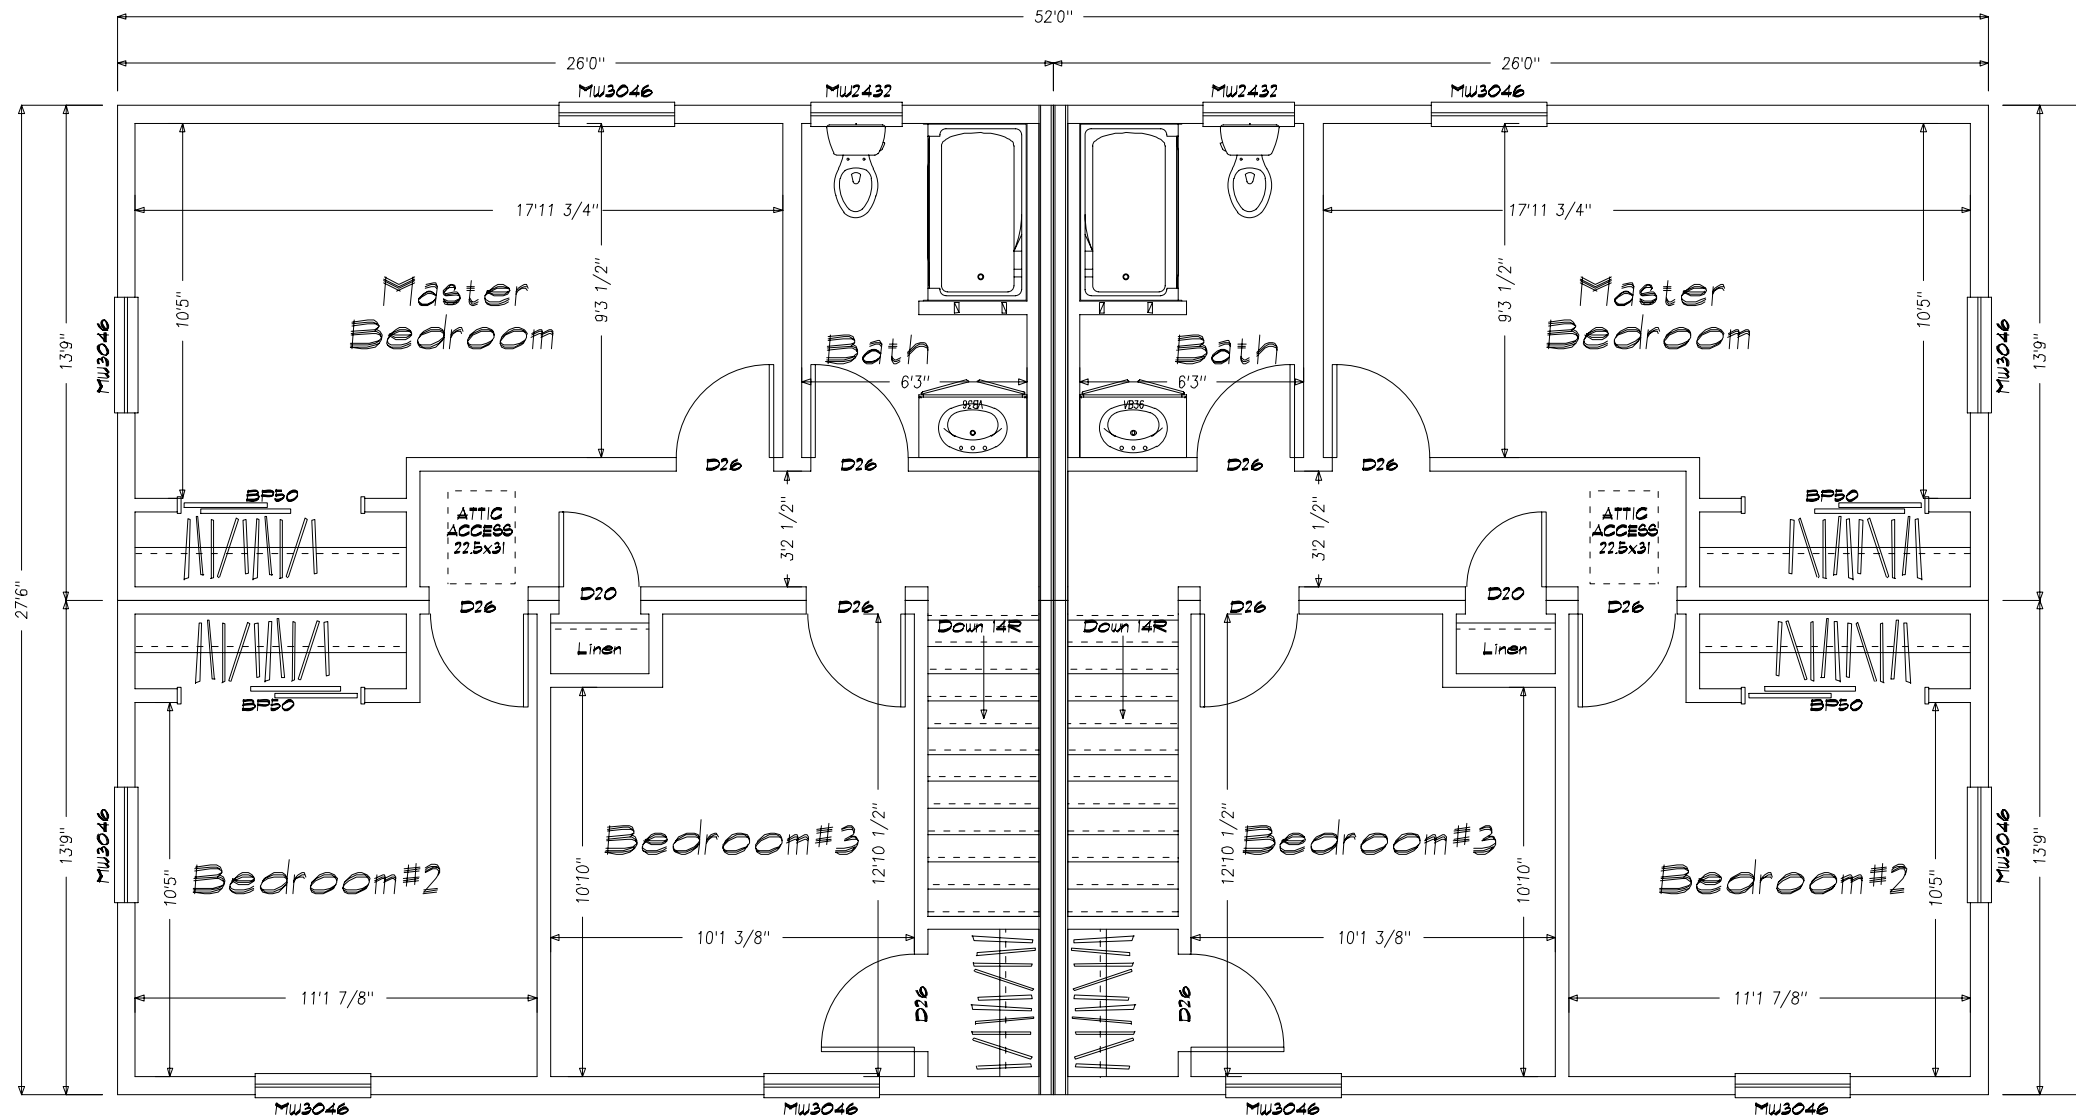 52'0"
26'0" 26'0"
MW3046 MW2432 MW2432 MW3046
17'11 3/4" 17'11 3/4"
10'5" 9'3 1/2" 9'3 1/2" 10'5"
Master Master
Bedroom Bedroom
Bath Bath
MW3046 13'9" 13'9" MW3046
6'3" 6'3"
VB36 VB36
D26 D26 D26 D26
BP50 BP50
ATTIC ATTIC
ACCESS ACCESS
22.5x31 22.5x31
3'2 1/2" 3'2 1/2"
27'6"
D26 D20 D26 D26 D20 D26
Down 14R Down 14R
Linen Linen
BP50 BP50
MW3046 13'9" 13'9" MW3046
Bedroom#3 Bedroom#3
12'10 1/2" 12'10 1/2"
Bedroom#2 Bedroom#2
10'5" 10'10" 10'10" 10'5"
10'1 3/8" 10'1 3/8"
11'1 7/8" 11'1 7/8"
D26 D26
MW3046 MW3046 MW3046 MW3046